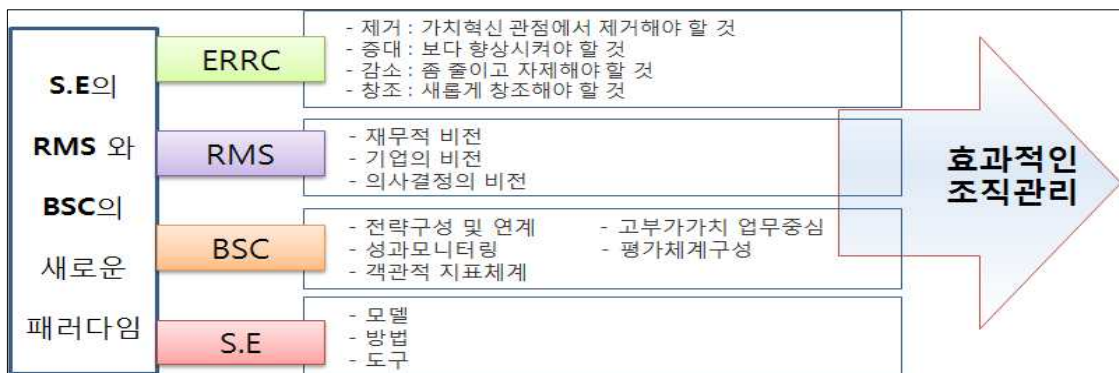 S.E의
RMS 와
BSC의
새로운
패러다임
ERRC
- 제거 : 가치혁신 관점에서 제거해야 할 것
- 증대 : 보다 향상시켜야 할 것
- 감소 : 좀 줄이고 자제해야 할 것
- 창조 : 새롭게 창조해야 할 것
RMS
- 재무적 비전
- 기업의 비전
- 의사결정의 비전
BSC
- 전략구성 및 연계 - 고부가가치 업무중심
- 성과모니터링 - 평가체계구성
- 객관적 지표체계
S.E
- 모델
- 방법
- 도구
효과적인
조직관리